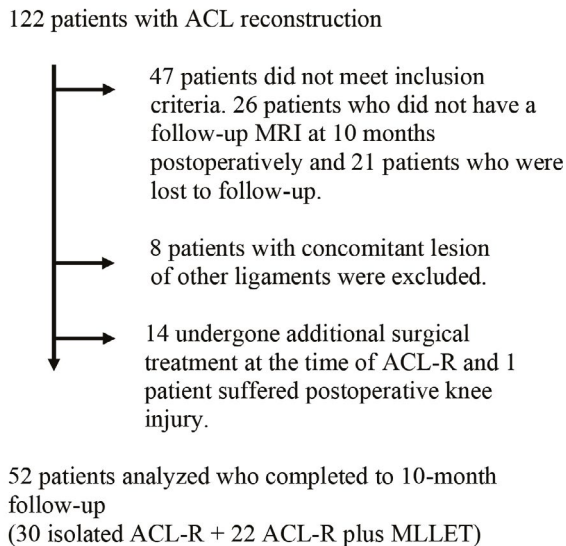 122 patients with ACL reconstruction
47 patients did not meet inclusion
criteria. 26 patients who did not have a
follow-up MRI at 10 months
postoperatively and 21 patients who were
lost to follow-up.
8 patients with concomitant lesion
of other ligaments were excluded.
14 undergone additional surgical
treatment at the time of ACL-R and 1
patient suffered postoperative knee
injury.
52 patients analyzed who completed to 10-month
follow-up
(30 isolated ACL-R + 22 ACL-R plus MLLET)